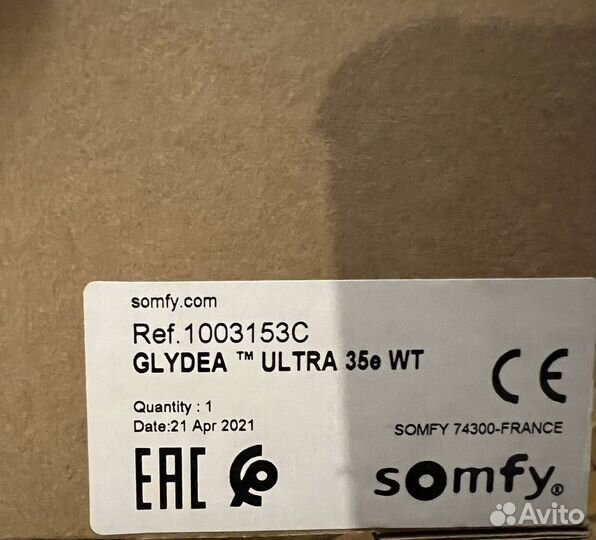 somfy.com
Ref.1003153C
GLYDEA ™ ULTRA 35e WT
Quantity : 1
Date:21 Apr 2021
CE
SOMFY 74300-FRANCE
EAC
somfy®
Avito